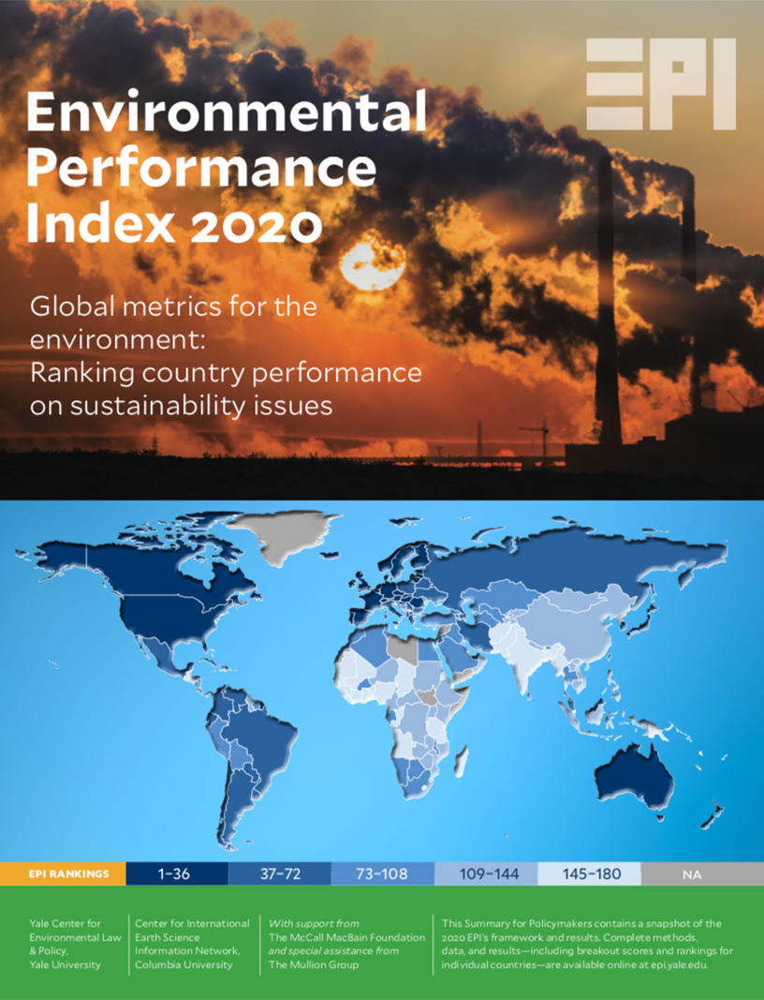 EPI
Environmental
Performance
Index 2020
Global metrics for the
environment:
Ranking country performance
on sustainability issues
EPI RANKINGS
1–36
37–72
73–108
109–144
145–180
NA
Yale Center for
Environmental Law
& Policy,
Yale University
Center for International
Earth Science
Information Network,
Columbia University
With support from
The McCall MacBain Foundation
and special assistance from
The Mullion Group
This Summary for Policymakers contains a snapshot of the
2020 EPI's framework and results. Complete methods,
data, and results—including breakout scores and rankings for
individual countries—are available online at epi.yale.edu.